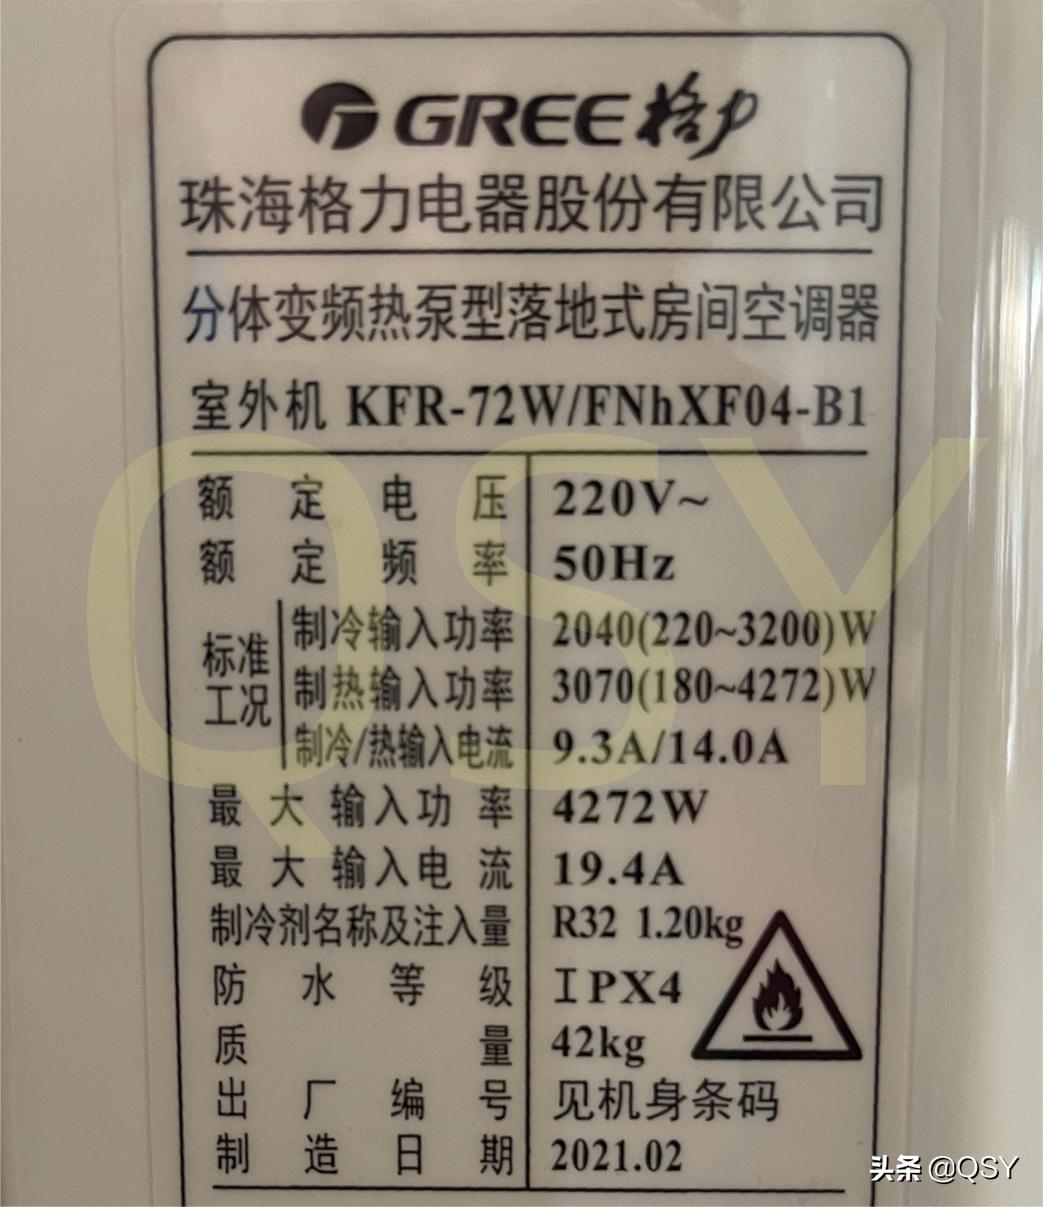 GREE格力
珠海格力电器股份有限公司
分体变频热泵型落地式房间空调器
室外机 KFR-72W/FNhXF04-B1
额定电压 220V~
额定频率 50Hz
标准工况
制冷输入功率 2040(220~3200)W
制热输入功率 3070(180~4272)W
制冷/热输入电流 9.3A/14.0A
最大输入功率 4272W
最大输入电流 19.4A
制冷剂名称及注入量 R32 1.20kg
防水等级 IPX4
质量 42kg
出厂编号 见机身条码
制造日期 2021.02
QSY
头条 @QSY